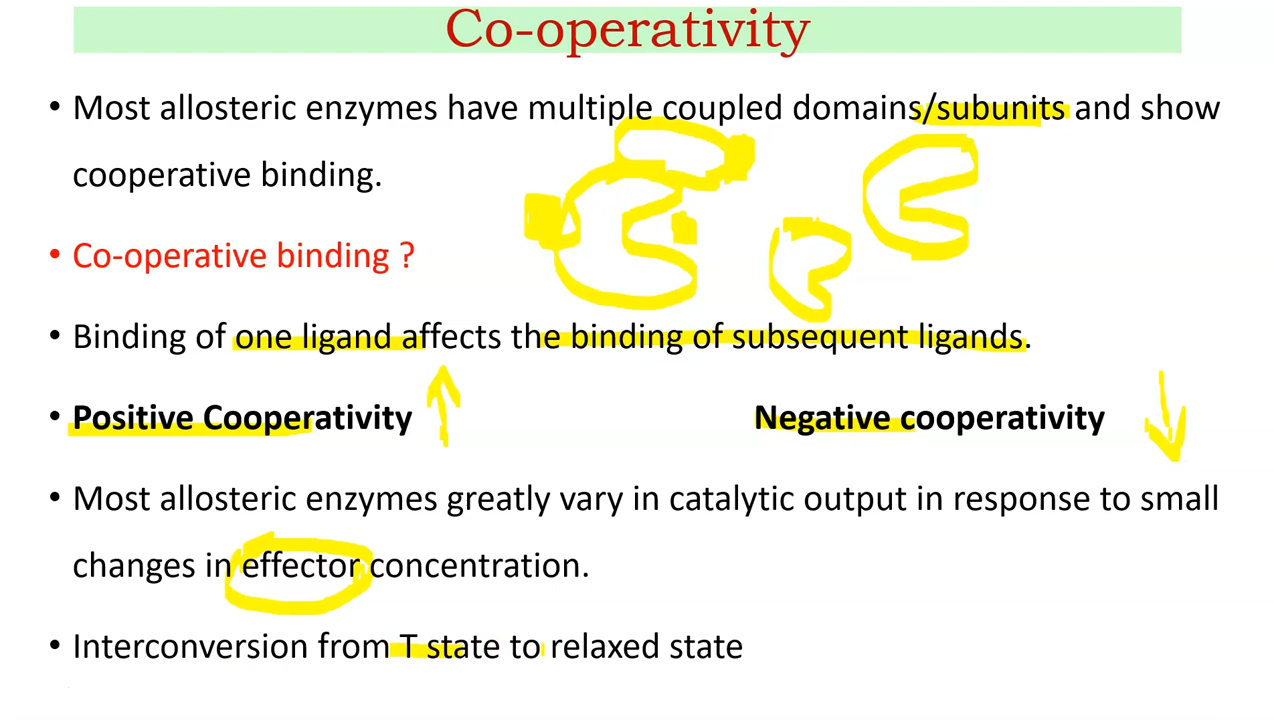 Co-operativity
• Most allosteric enzymes have multiple coupled domains/subunits and show
cooperative binding.
• Co-operative binding ?
• Binding of one ligand affects the binding of subsequent ligands.
• Positive Cooperativity Negative cooperativity
• Most allosteric enzymes greatly vary in catalytic output in response to small
changes in effector concentration.
• Interconversion from T state to relaxed state